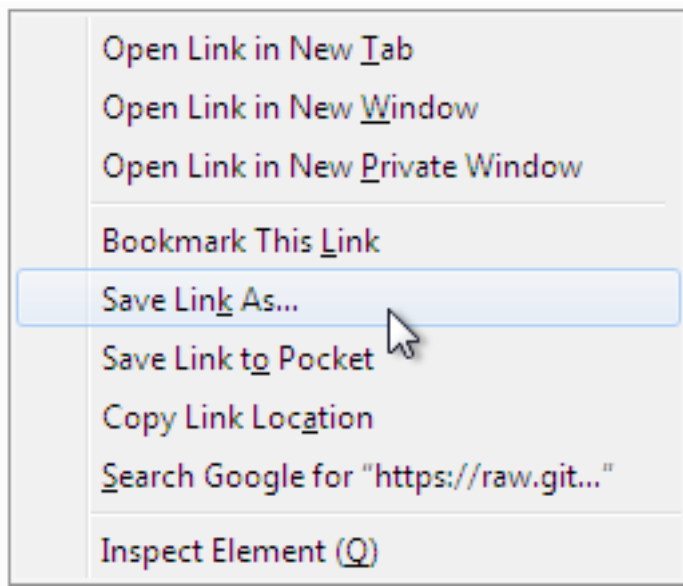 Open Link in New Tab
Open Link in New Window
Open Link in New Private Window
Bookmark This Link
Save Link As...
Save Link to Pocket
Copy Link Location
Search Google for “https://raw.git...”
Inspect Element (Q)